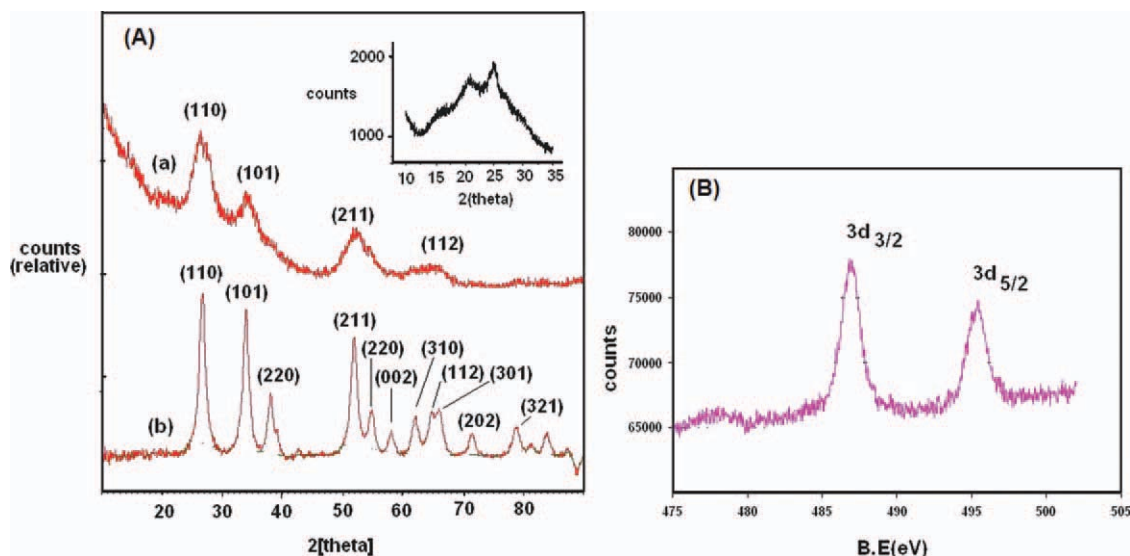 (A)
2000
counts
1000
10 15 20 25 30 35
2(theta)
(110)
(a)
(101)
(211)
(112)
counts
(relative)
(110)
(101)
(220)
(211)
(220)
(002)
(310)
(112)
(301)
(202)
(321)
(b)
20 30 40 50 60 70 80
2[theta]
(B)
3d 3/2
3d 5/2
80000
75000
70000
65000
counts
475 480 485 490 495 502 505
B.E(eV)